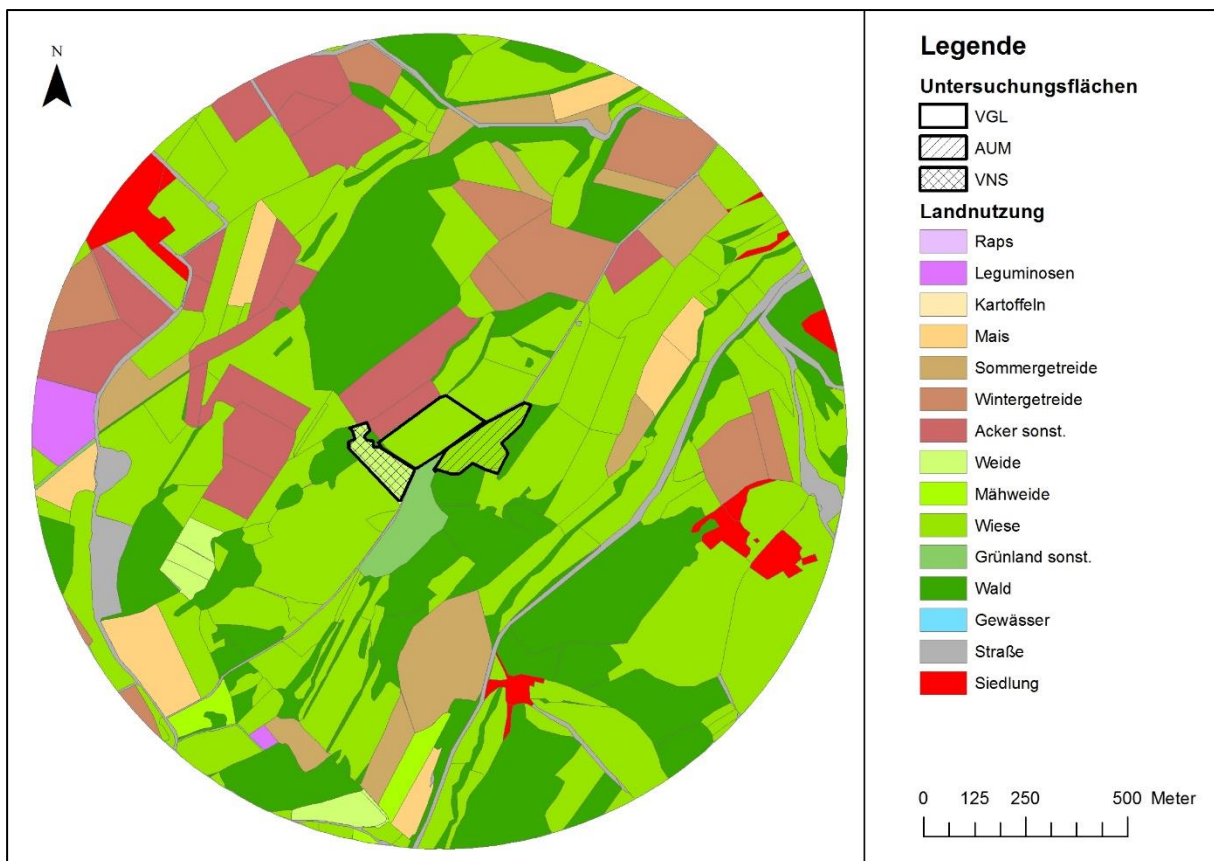 N
Legende
Untersuchungsflächen
VGL
AUM
VNS
Landnutzung
Raps
Leguminosen
Kartoffeln
Mais
Sommergetreide
Wintergetreide
Acker sonst.
Weide
Mähweide
Wiese
Grünland sonst.
Wald
Gewässer
Straße
Siedlung
0 125 250 500 Meter